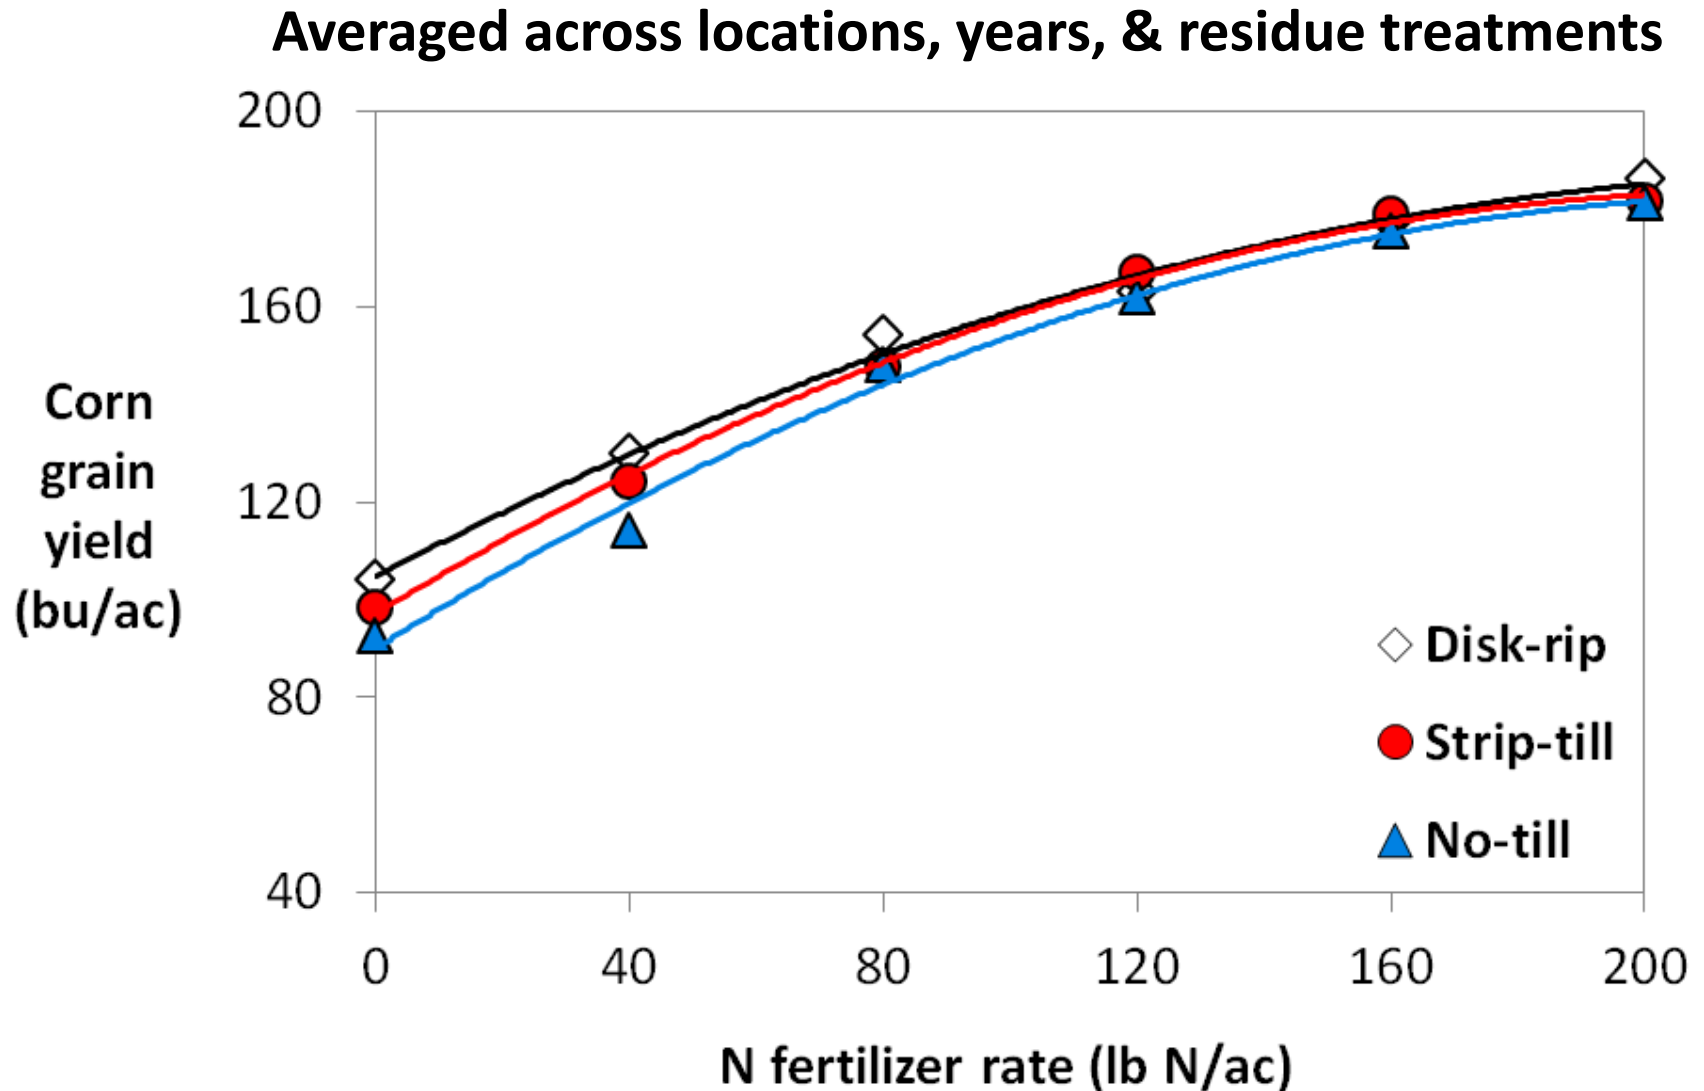 Averaged across locations, years, & residue treatments
200
160
120
80
40
Corn
grain
yield
(bu/ac)
Disk-rip
Strip-till
No-till
0 40 80 120 160 200
N fertilizer rate (lb N/ac)